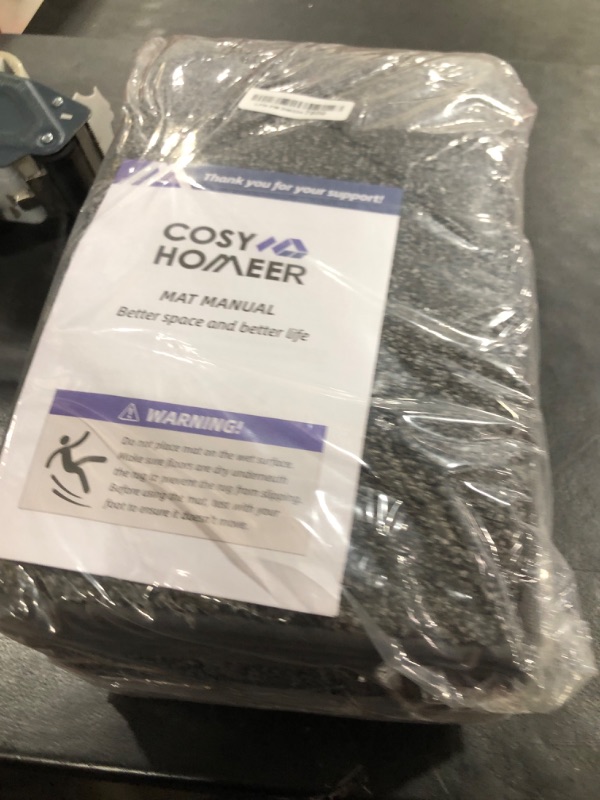 Thank you for your support!
COSY
HOMEER
MAT MANUAL
Better space and better life
WARNING!
Do not place mat on the wet surface.
Make sure floors are dry underneath
the rug to prevent the rug from slipping.
Before using the mat, test with your
foot to ensure it doesn't move.